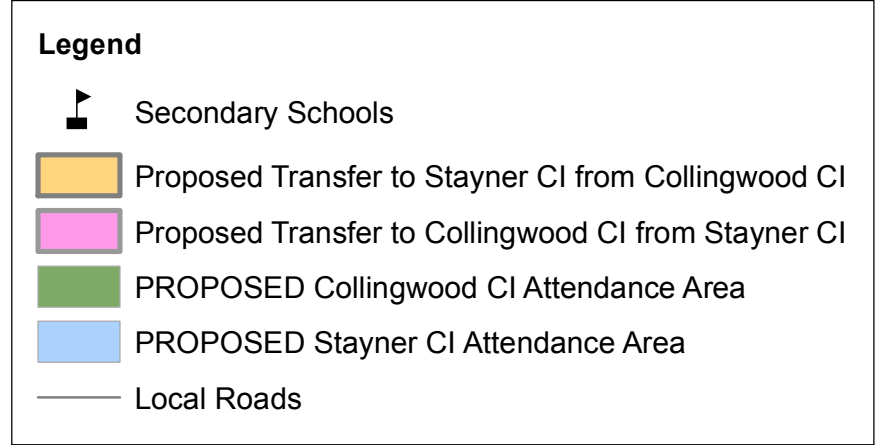 Legend
Secondary Schools
Proposed Transfer to Stayner CI from Collingwood CI
Proposed Transfer to Collingwood CI from Stayner CI
PROPOSED Collingwood CI Attendance Area
PROPOSED Stayner CI Attendance Area
Local Roads